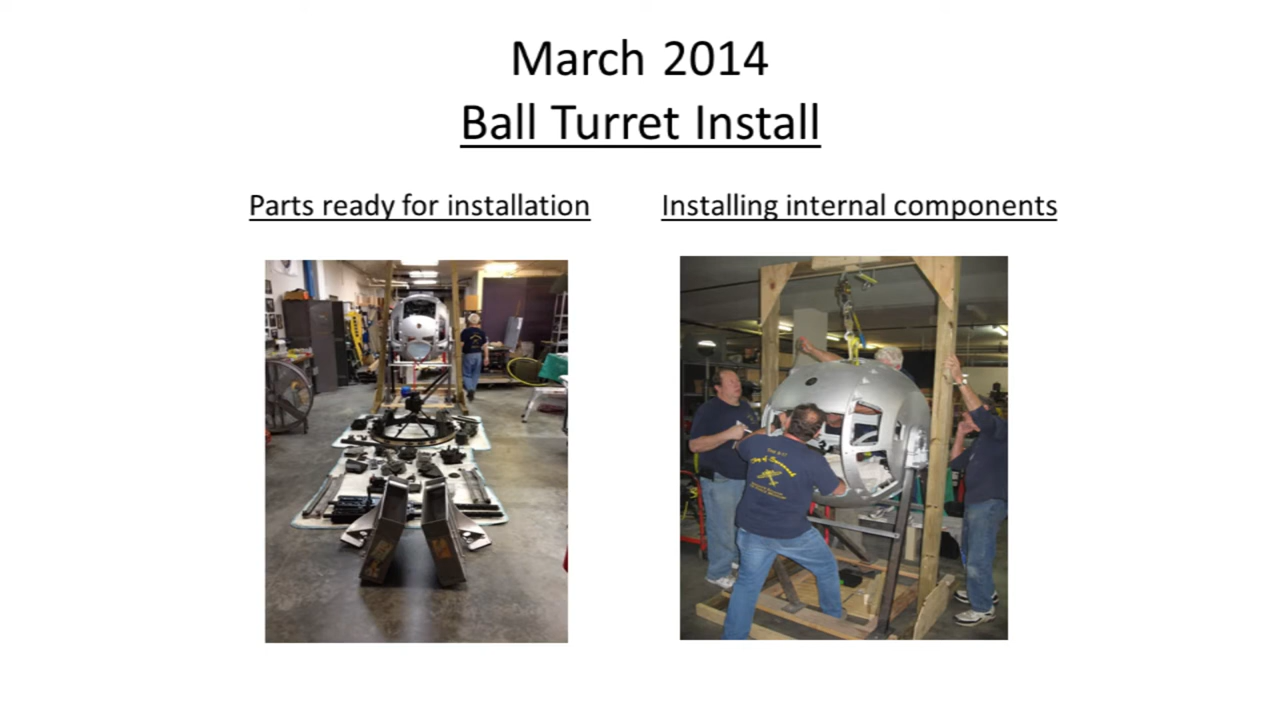 March 2014
Ball Turret Install
Parts ready for installation
Installing internal components